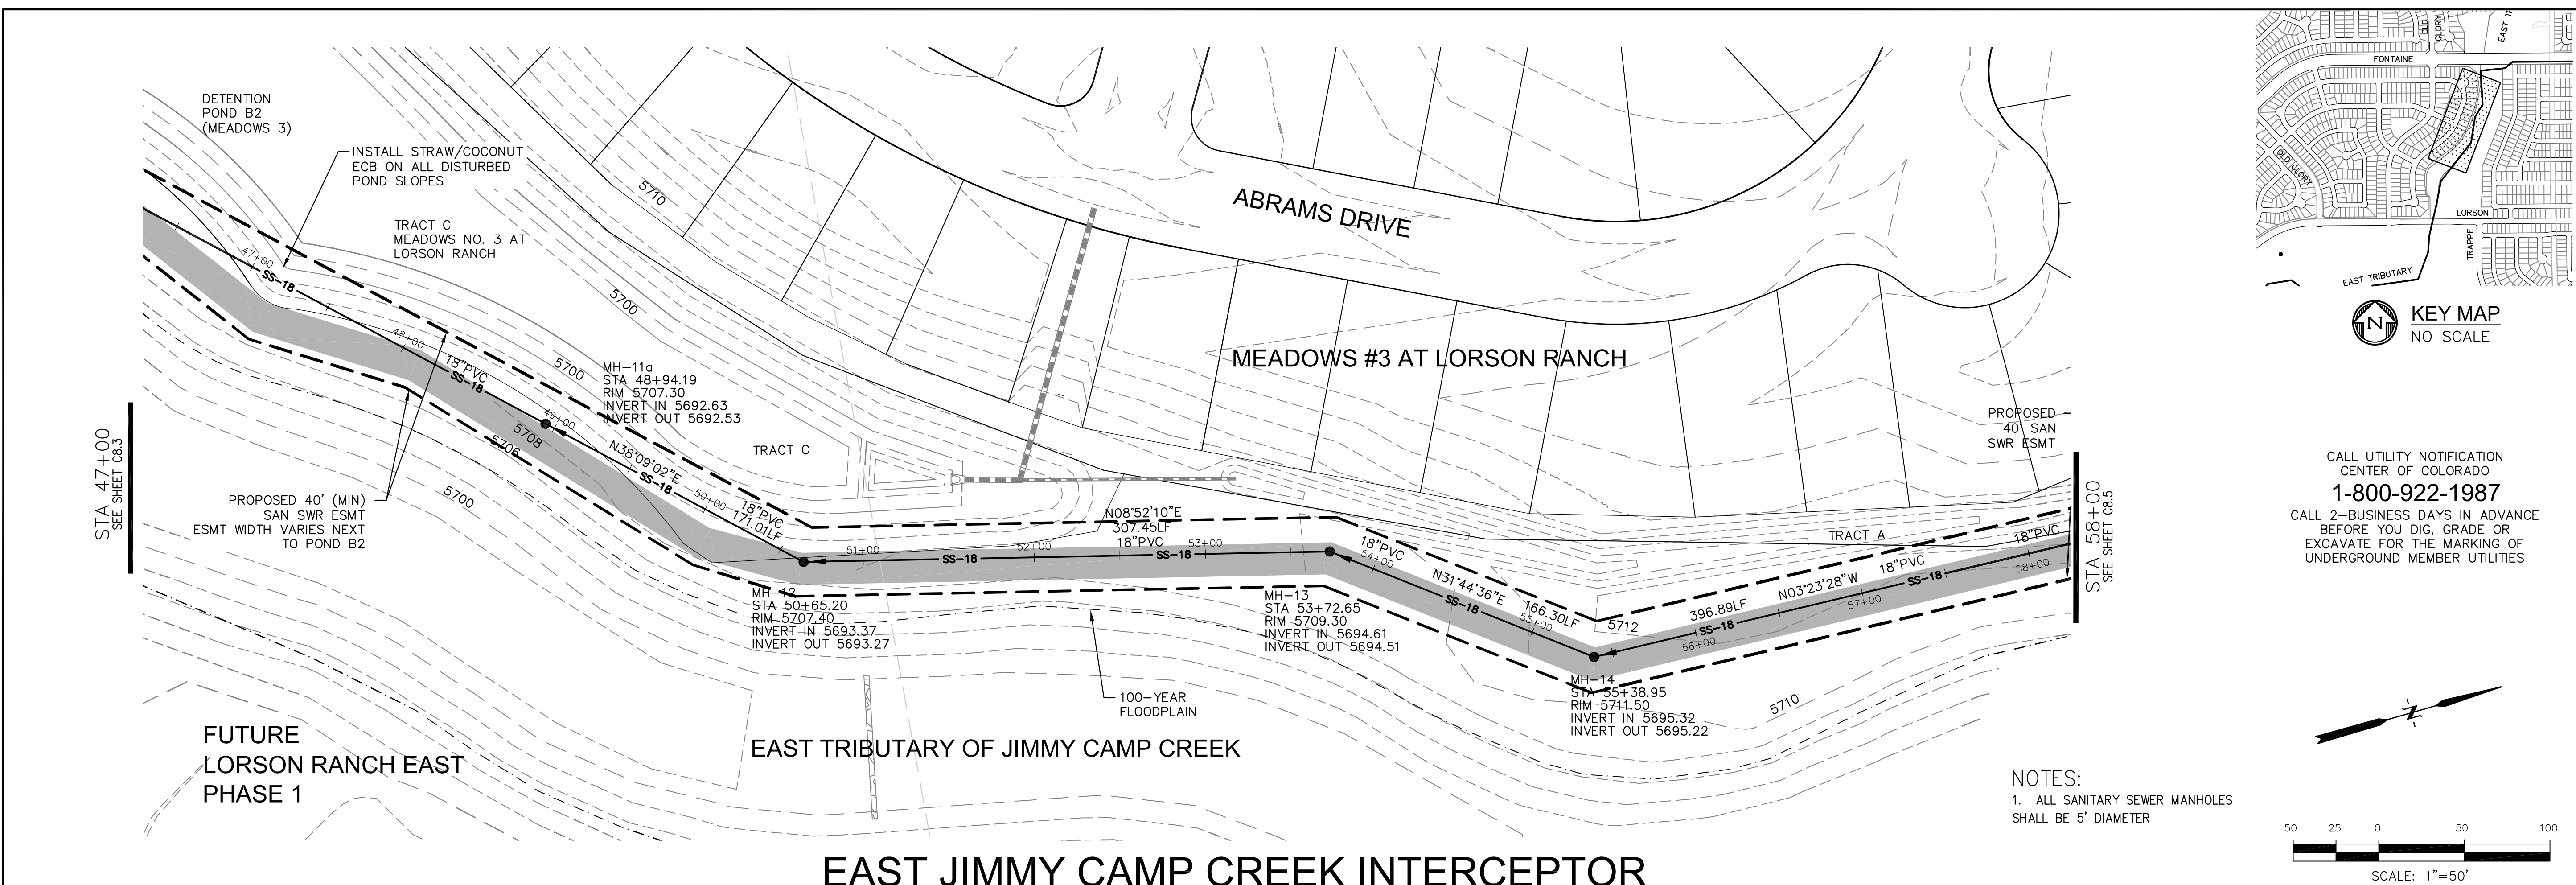 DETENTION
POND B2
(MEADOWS 3)
INSTALL STRAW/COCONUT
ECB ON ALL DISTURBED
POND SLOPES
TRACT C
MEADOWS NO. 3 AT
LORSON RANCH
5710
5700
5700
ABRAMS DRIVE
MEADOWS #3 AT LORSON RANCH
47+00
SS-18
48+00
18"PVC
SS-18
MH-11a
STA 48+94.19
RIM 5707.30
INVERT IN 5692.63
INVERT OUT 5692.53
49+00
5708
5706
5700
N38°09'02"E
SS-18
50+00
18"PVC
171.01LF
TRACT C
STA 47+00
SEE SHEET C8.3
PROPOSED 40' (MIN)
SAN SWR ESMT
ESMT WIDTH VARIES NEXT
TO POND B2
N08°52'10"E
307.45LF
18"PVC
51+00
52+00
53+00
SS-18
SS-18
MH-12
STA 50+65.20
RIM 5707.40
INVERT IN 5693.37
INVERT OUT 5693.27
MH-13
STA 53+72.65
RIM 5709.30
INVERT IN 5694.61
INVERT OUT 5694.51
18"PVC
54+00
N31°44'36"E
SS-18
166.30LF
55+00
5712
MH-14
STA 55+38.95
RIM 5711.50
INVERT IN 5695.32
INVERT OUT 5695.22
396.89LF
SS-18
56+00
N03°23'28"W
57+00
18"PVC
SS-18
18"PVC
58+00
TRACT A
5710
PROPOSED
40' SAN
SWR ESMT
STA 58+00
SEE SHEET C8.5
100-YEAR
FLOODPLAIN
EAST TRIBUTARY OF JIMMY CAMP CREEK
FUTURE
LORSON RANCH EAST
PHASE 1
EAST JIMMY CAMP CREEK INTERCEPTOR
OLD
GLORY
FONTAINE
OLD GLORY
LORSON
TRAPPE
EAST TRIBUTARY
N
KEY MAP
NO SCALE
CALL UTILITY NOTIFICATION
CENTER OF COLORADO
1-800-922-1987
CALL 2-BUSINESS DAYS IN ADVANCE
BEFORE YOU DIG, GRADE OR
EXCAVATE FOR THE MARKING OF
UNDERGROUND MEMBER UTILITIES
N
NOTES:
1. ALL SANITARY SEWER MANHOLES
SHALL BE 5' DIAMETER
50 25 0 50 100
SCALE: 1"=50'